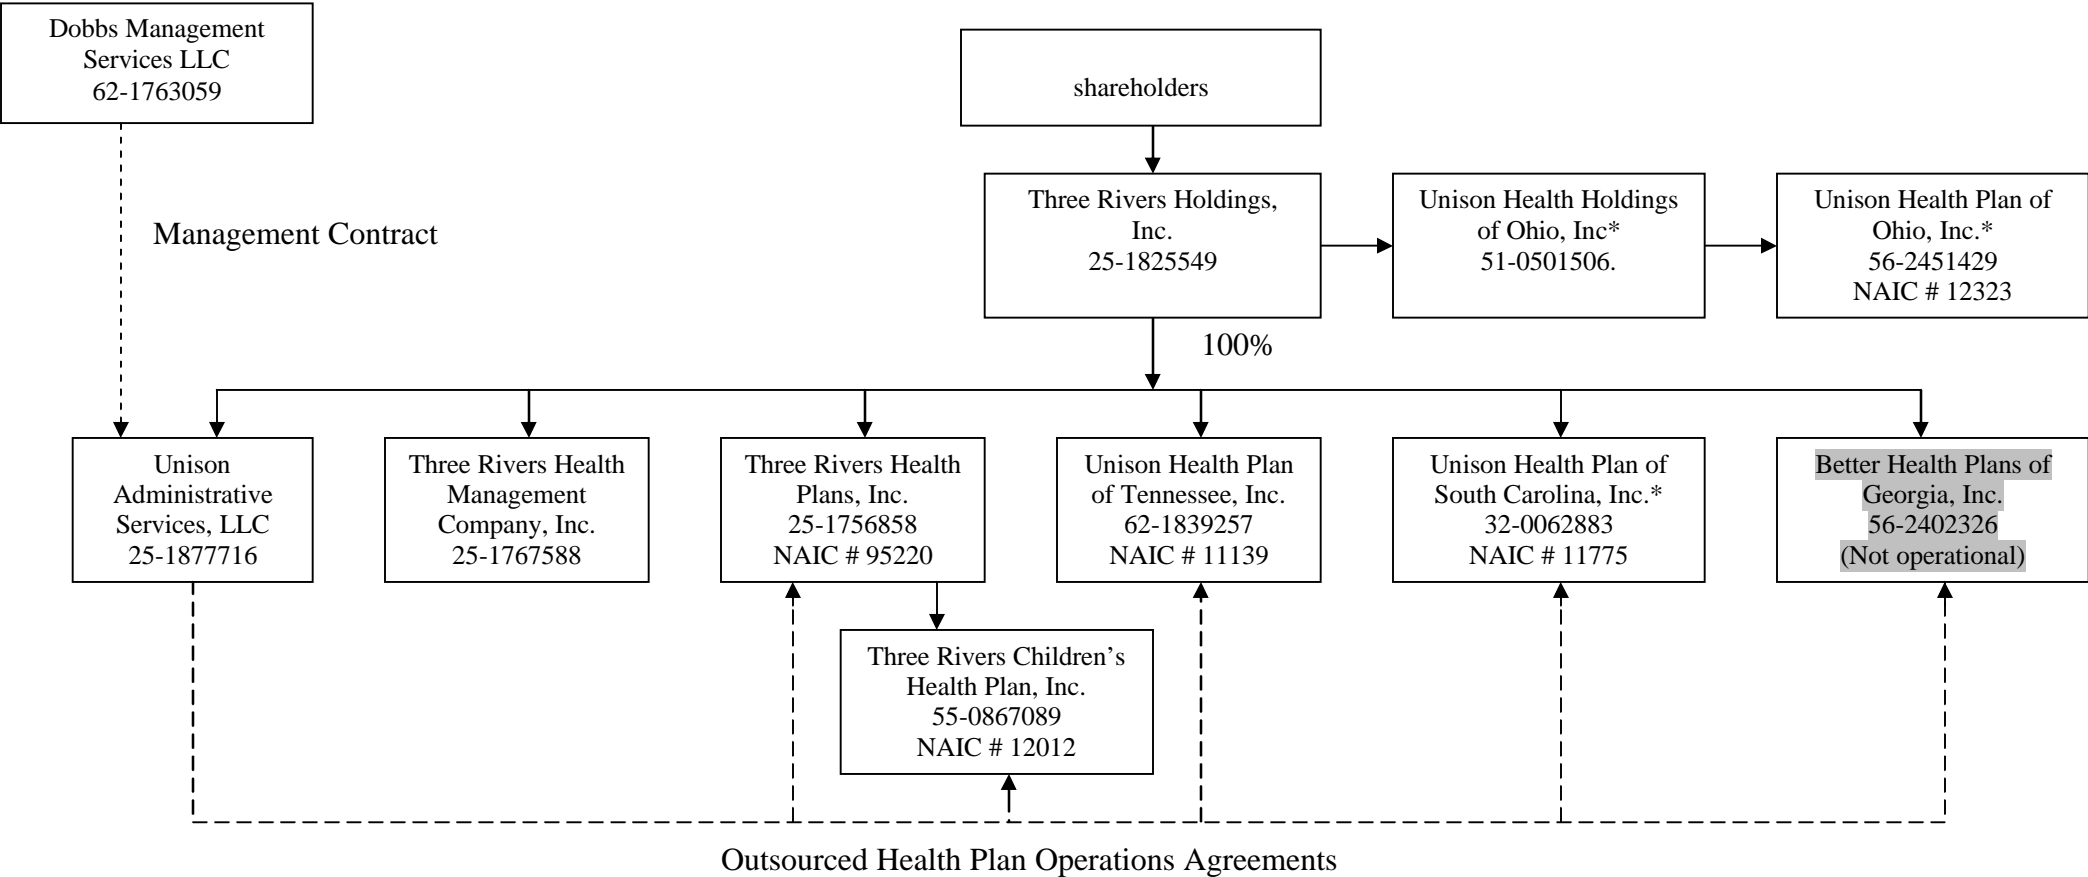 Dobbs Management
Services LLC
62-1763059
shareholders
Three Rivers Holdings,
Inc.
25-1825549
Unison Health Holdings
of Ohio, Inc*
51-0501506.
Unison Health Plan of
Ohio, Inc.*
56-2451429
NAIC # 12323
Management Contract
100%
Unison
Administrative
Services, LLC
25-1877716
Three Rivers Health
Management
Company, Inc.
25-1767588
Three Rivers Health
Plans, Inc.
25-1756858
NAIC # 95220
Unison Health Plan
of Tennessee, Inc.
62-1839257
NAIC # 11139
Unison Health Plan of
South Carolina, Inc.*
32-0062883
NAIC # 11775
Better Health Plans of
Georgia, Inc.
56-2402326
(Not operational)
Three Rivers Children’s
Health Plan, Inc.
55-0867089
NAIC # 12012
Outsourced Health Plan Operations Agreements